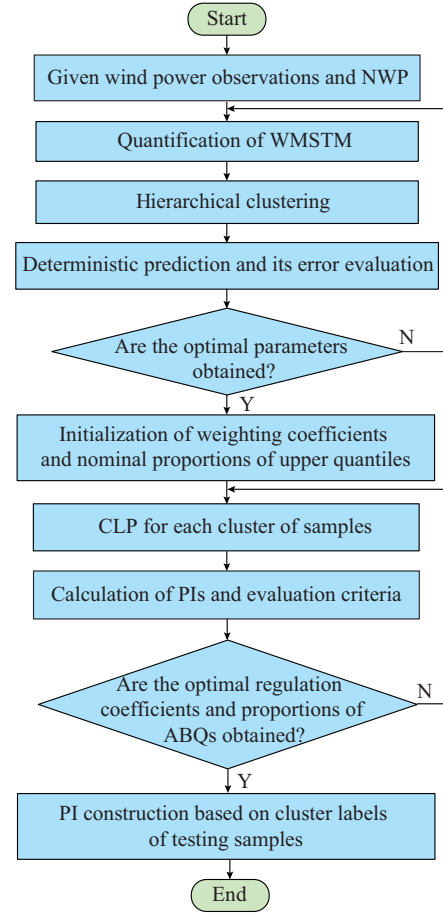 Start
Given wind power observations and NWP
Quantification of WMSTM
Hierarchical clustering
Deterministic prediction and its error evaluation
Are the optimal parameters
obtained?
N
Y
Initialization of weighting coefficients
and nominal proportions of upper quantiles
CLP for each cluster of samples
Calculation of PIs and evaluation criteria
Are the optimal regulation
coefficients and proportions of
ABQs obtained?
N
Y
PI construction based on cluster labels
of testing samples
End